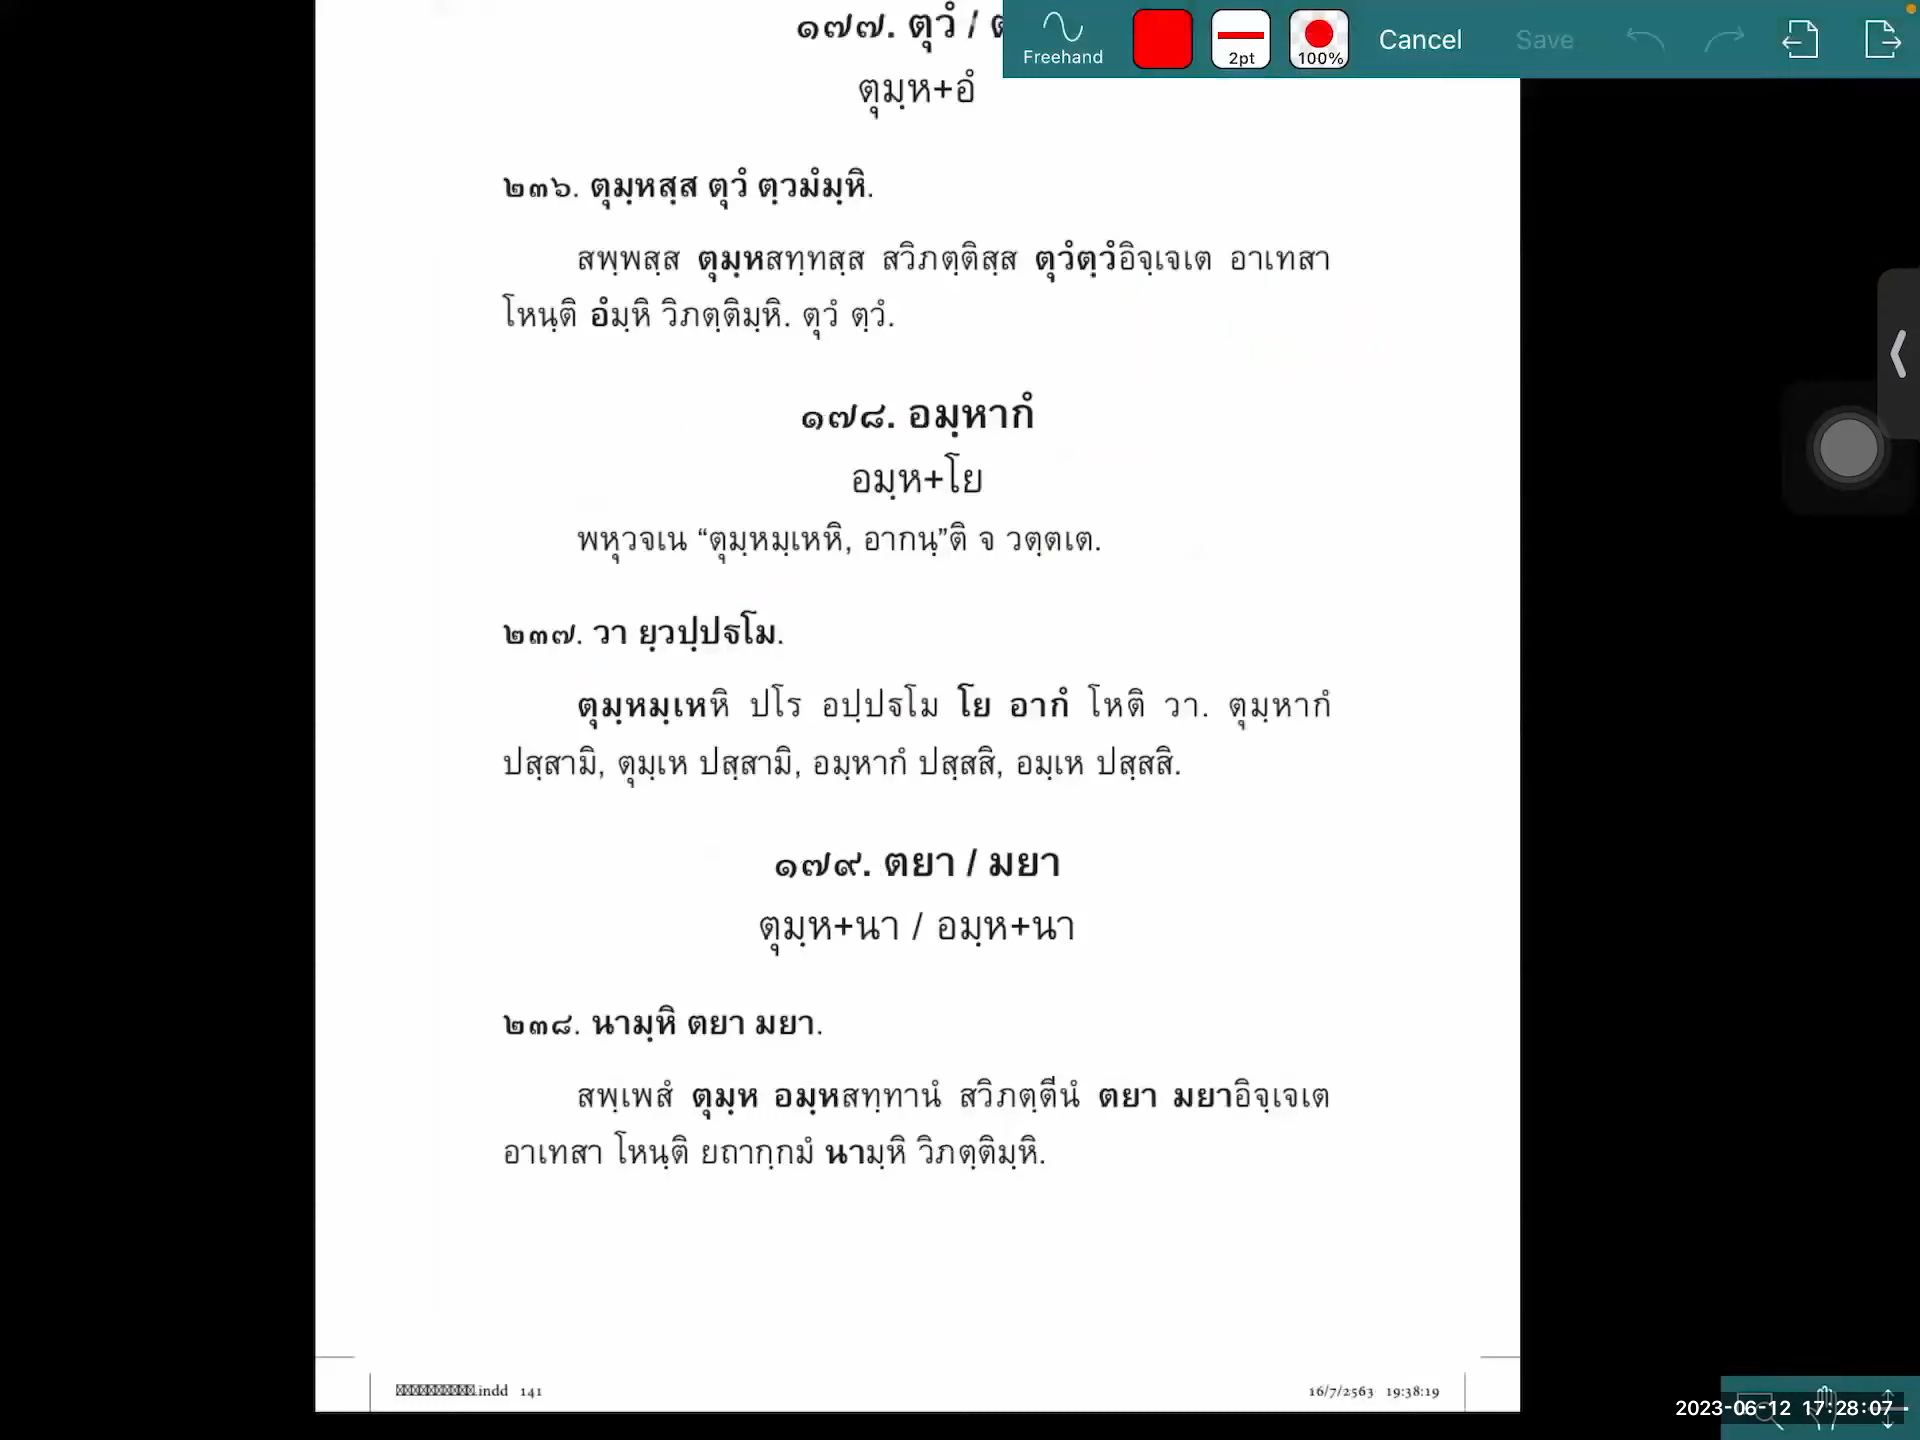 ๑๗๗. ตุวํ /
Freehand
2pt
100%
Cancel
Save
ตุมฺห+อํ
๒๓๖. ตุมฺหสฺส ตุวํ ตฺวมํมฺหิ.
สพฺพสฺส ตุมฺหสทฺทสฺส สวิภตฺติสฺส ตุวํตฺวํอิจฺเจเต อาเทสา
โหนฺติ อํมฺหิ วิภตฺติมฺหิ. ตุวํ ตฺวํ.
๑๗๘. อมฺหากํ
อมฺห+โย
พหุวจเน “ตุมฺหมฺเหหิ, อากนฺ”ติ จ วตฺตเต.
๒๓๗. วา ยฺวปฺปฐโม.
ตุมฺหมฺเหหิ ปโร อปฺปฐโม โย อากํ โหติ วา. ตุมฺหากํ
ปสฺสามิ, ตุมฺเห ปสฺสามิ, อมฺหากํ ปสฺสสิ, อมฺเห ปสฺสสิ.
๑๗๙. ตยา / มยา
ตุมฺห+นา / อมฺห+นา
๒๓๘. นามฺหิ ตยา มยา.
สพฺเพสํ ตุมฺห อมฺหสทฺทานํ สวิภตฺตีนํ ตยา มยาอิจฺเจเต
อาเทสา โหนฺติ ยถากฺกมํ นามฺหิ วิภตฺติมฺหิ.
.indd 141
16/7/2563 19:38:19
2023-06-12 17:28:07